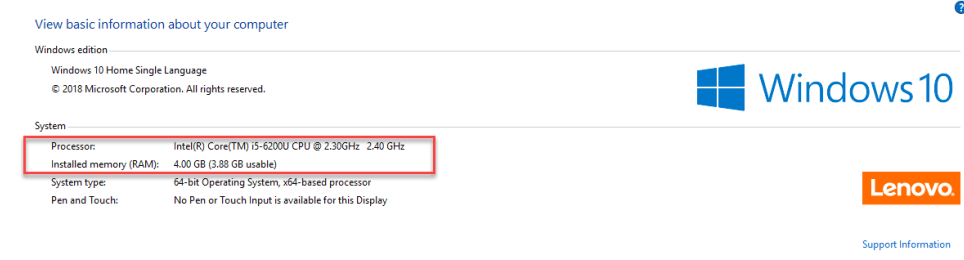 ?
View basic information about your computer
Windows edition
Windows 10 Home Single Language
© 2018 Microsoft Corporation. All rights reserved.
Windows 10
System
Processor: Intel(R) Core(TM) i5-6200U CPU @ 2.30GHz 2.40 GHz
Installed memory (RAM): 4.00 GB (3.88 GB usable)
System type: 64-bit Operating System, x64-based processor
Pen and Touch: No Pen or Touch Input is available for this Display
Lenovo.
Support Information